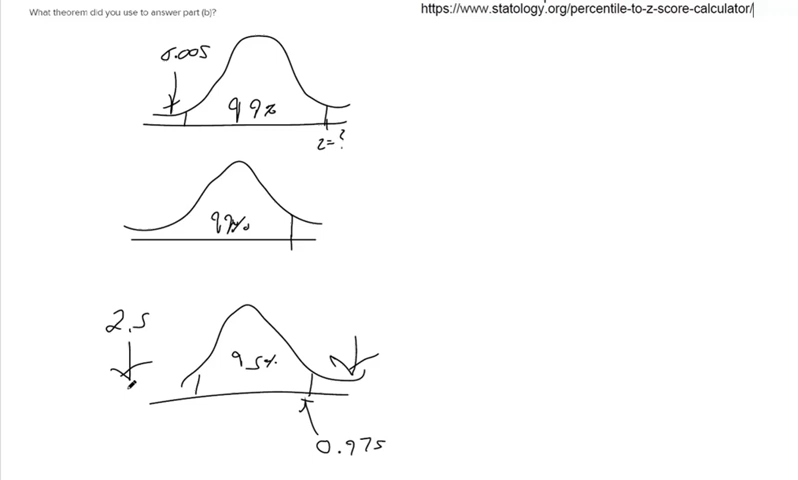 What theorem did you use to answer part (b)?
https://www.statology.org/percentile-to-z-score-calculator/
0.005
99%
z=?
99%
2.5
95%
0.975